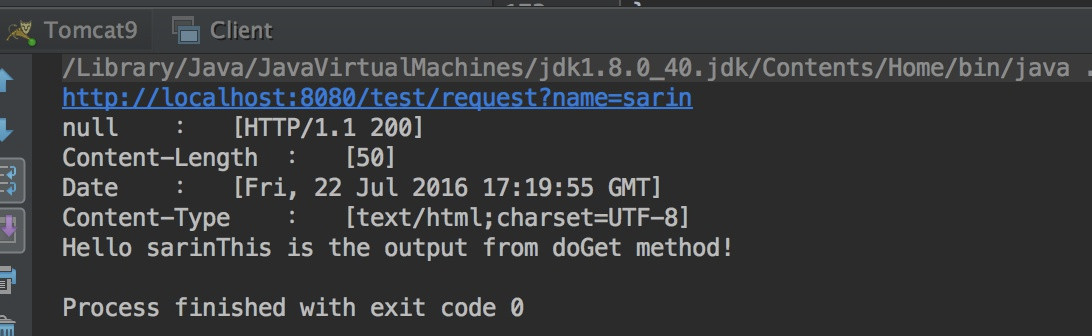 Tomcat9 Client
/Library/Java/JavaVirtualMachines/jdk1.8.0_40.jdk/Contents/Home/bin/java .
http://localhost:8080/test/request?name=sarin
null : [HTTP/1.1 200]
Content-Length : [50]
Date : [Fri, 22 Jul 2016 17:19:55 GMT]
Content-Type : [text/html;charset=UTF-8]
Hello sarinThis is the output from doGet method!
Process finished with exit code 0